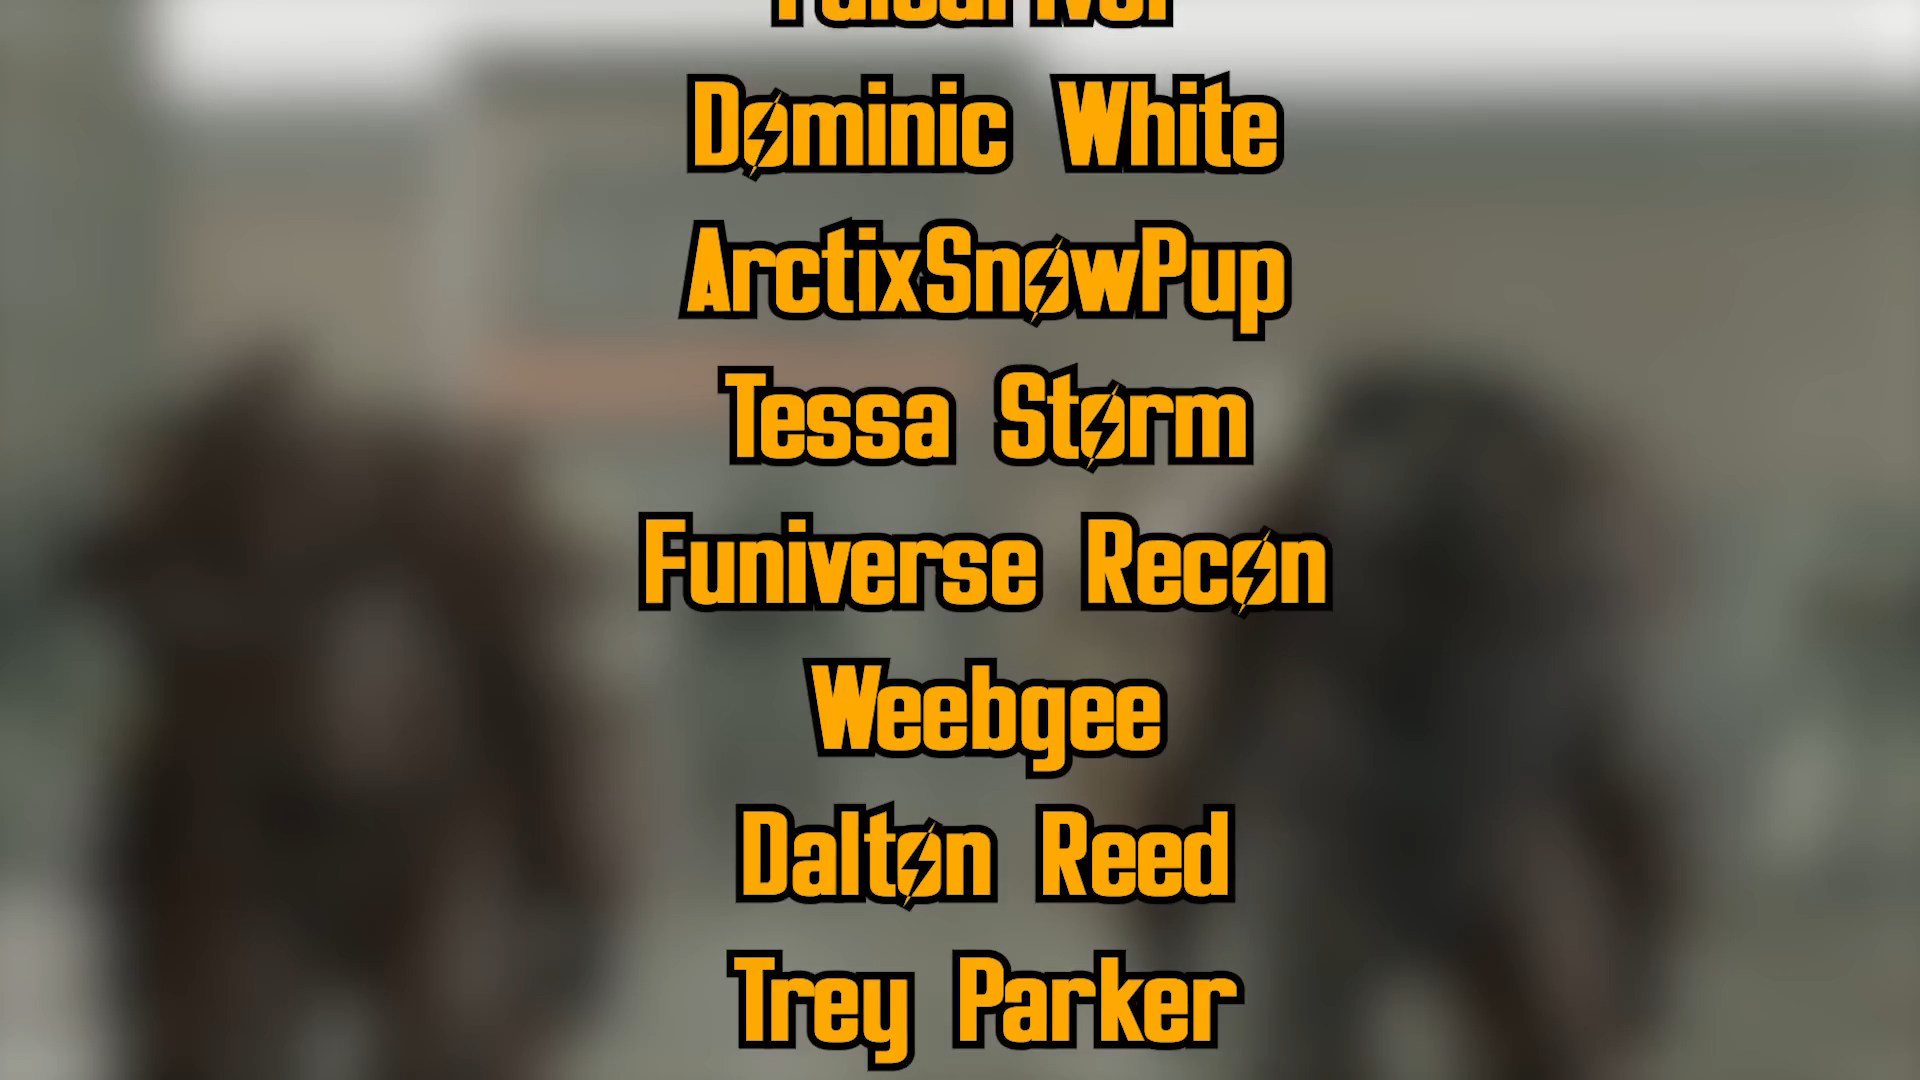 Dominic White
ArctixSnowPup
Tessa Storm
Funiverse Recon
Weebgee
Dalton Reed
Trey Parker